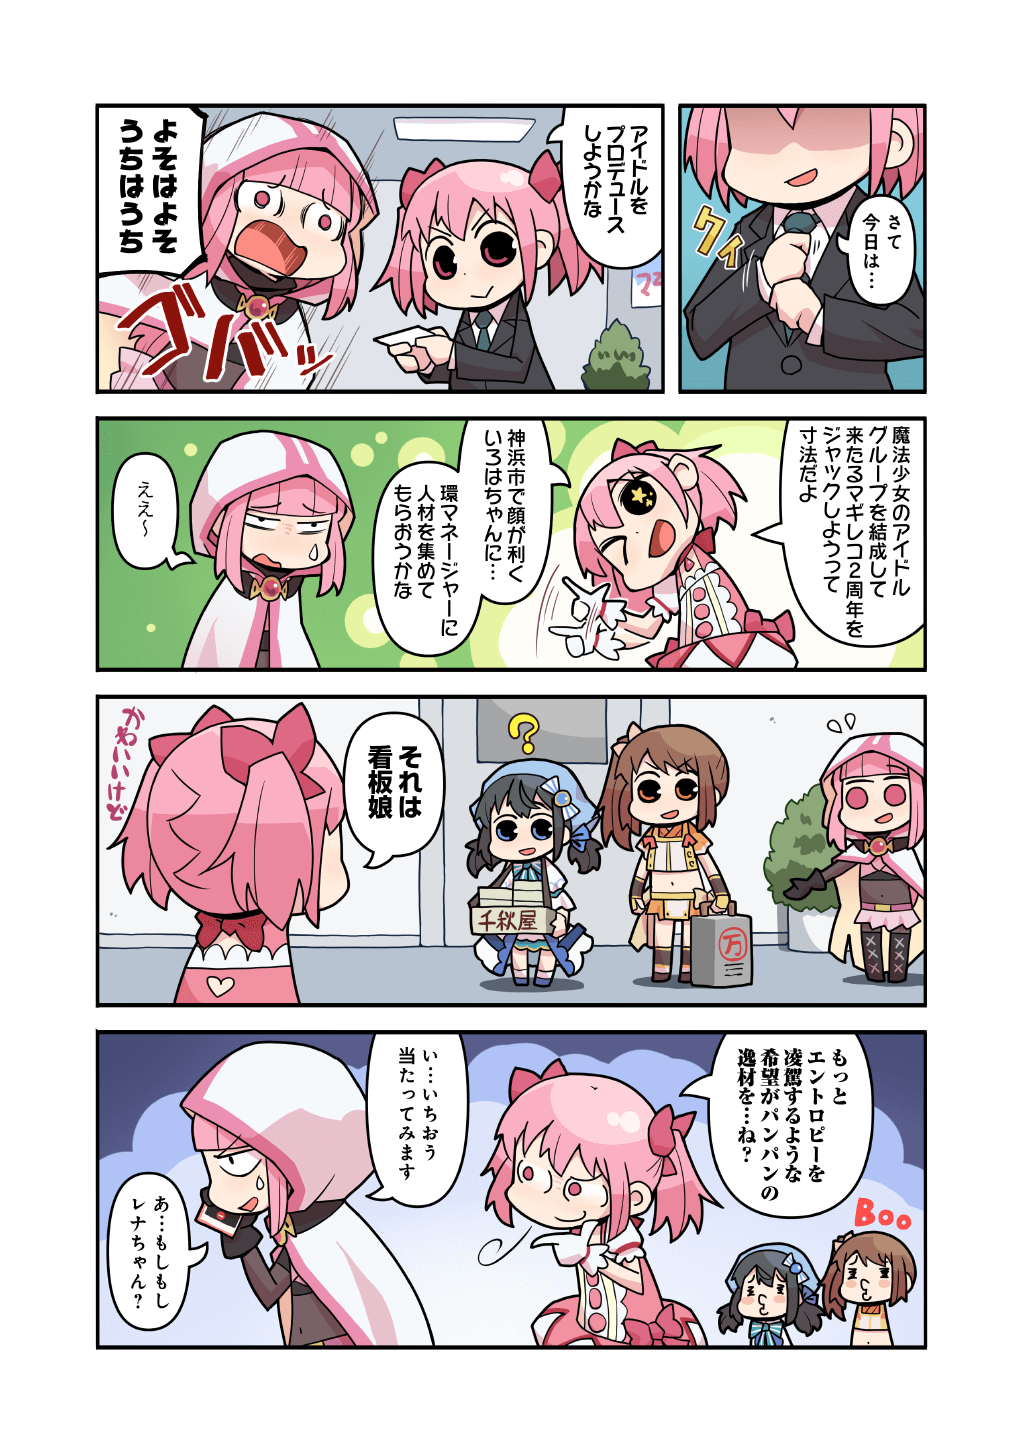 さて
今日は…
クイ
アイドルを
プロデュース
しようかな
よそはよそ
うちはうち
ゴバッ
魔法少女のアイドル
グループを結成して
来たるマギレコ2周年を
ジャックしようって
寸法だよ
神浜市で顔が利く
いろはちゃんに…
環マネージャーに
人材を集めて
もらおうかな
ええ〜
?
千秋屋
万
それは
看板娘
かわいいけど
もっと
エントロピーを
凌駕するような
希望がパンパンの
逸材を…ね?
Boo
い…いちおう
当たってみます
あ…もしもし
レナちゃん?